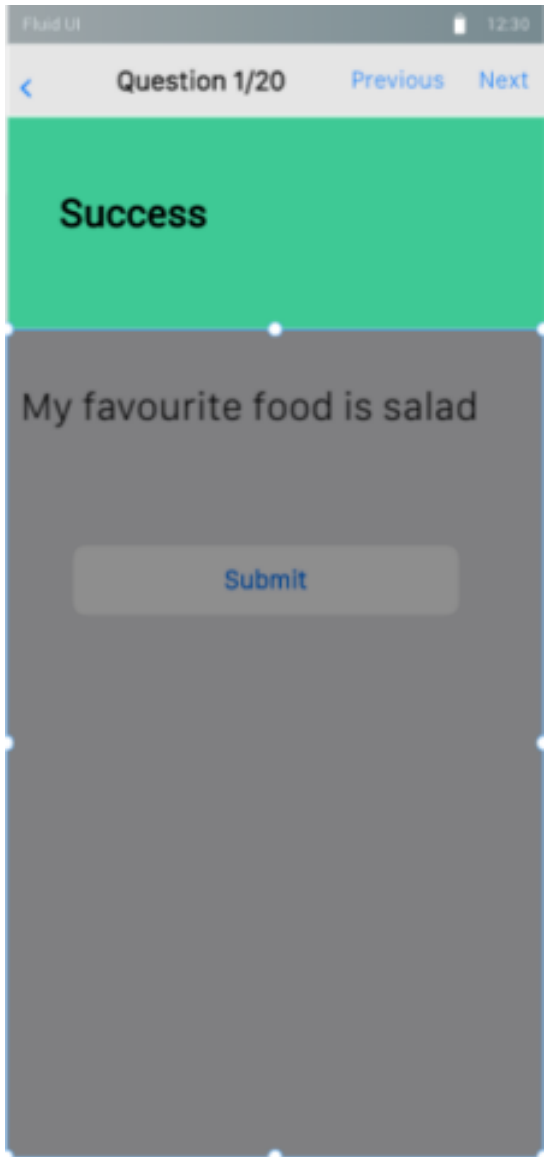 Fluid UI 12:30
< Question 1/20 Previous Next
Success
My favourite food is salad
Submit